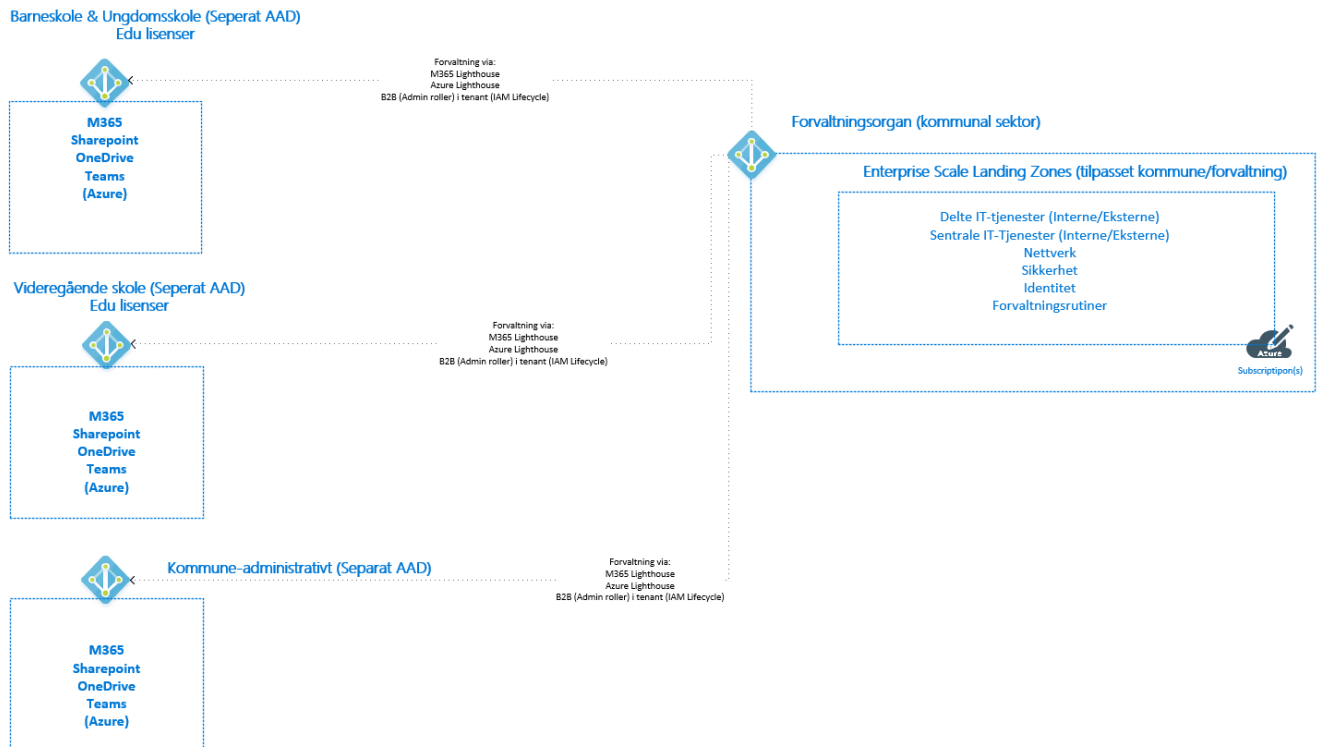 Barneskole & Ungdomsskole (Seperat AAD)
Edu lisenser
M365
Sharepoint
OneDrive
Teams
(Azure)
Forvaltning via:
M365 Lighthouse
Azure Lighthouse
B2B (Admin roller) i tenant (IAM Lifecycle)
Forvaltningsorgan (kommunal sektor)
Enterprise Scale Landing Zones (tilpasset kommune/forvaltning)
Delte IT-tjenester (Interne/Eksterne)
Sentrale IT-Tjenester (Interne/Eksterne)
Nettverk
Sikkerhet
Identitet
Forvaltningsrutiner
Azure
Subscriptipon(s)
Videregående skole (Seperat AAD)
Edu lisenser
M365
Sharepoint
OneDrive
Teams
(Azure)
Forvaltning via:
M365 Lighthouse
Azure Lighthouse
B2B (Admin roller) i tenant (IAM Lifecycle)
Kommune-administrativt (Separat AAD)
M365
Sharepoint
OneDrive
Teams
(Azure)
Forvaltning via:
M365 Lighthouse
Azure Lighthouse
B2B (Admin roller) i tenant (IAM Lifecycle)